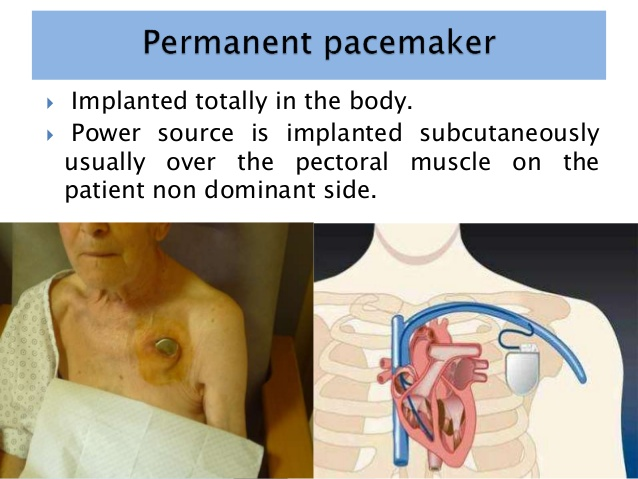 Permanent pacemaker
Implanted totally in the body.
Power source is implanted subcutaneously
usually over the pectoral muscle on the
patient non dominant side.